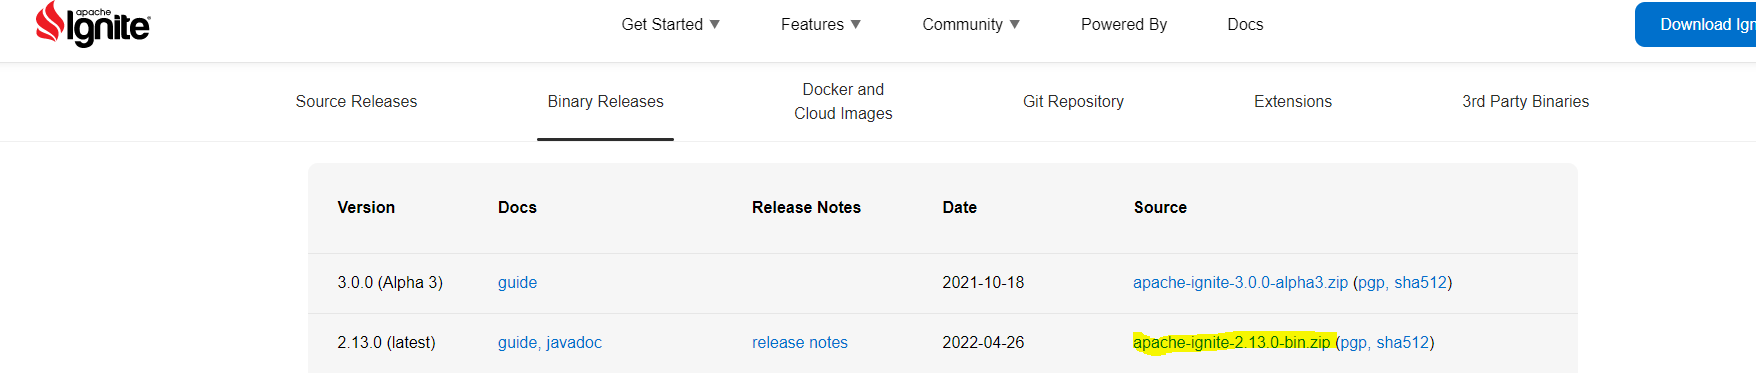 apache
Ignite
Get Started ▼ Features ▼ Community ▼ Powered By Docs Download Ign
Source Releases Binary Releases Docker and Cloud Images Git Repository Extensions 3rd Party Binaries
Version Docs Release Notes Date Source
3.0.0 (Alpha 3) guide 2021-10-18 apache-ignite-3.0.0-alpha3.zip (pgp, sha512)
2.13.0 (latest) guide, javadoc release notes 2022-04-26 apache-ignite-2.13.0-bin.zip (pgp, sha512)